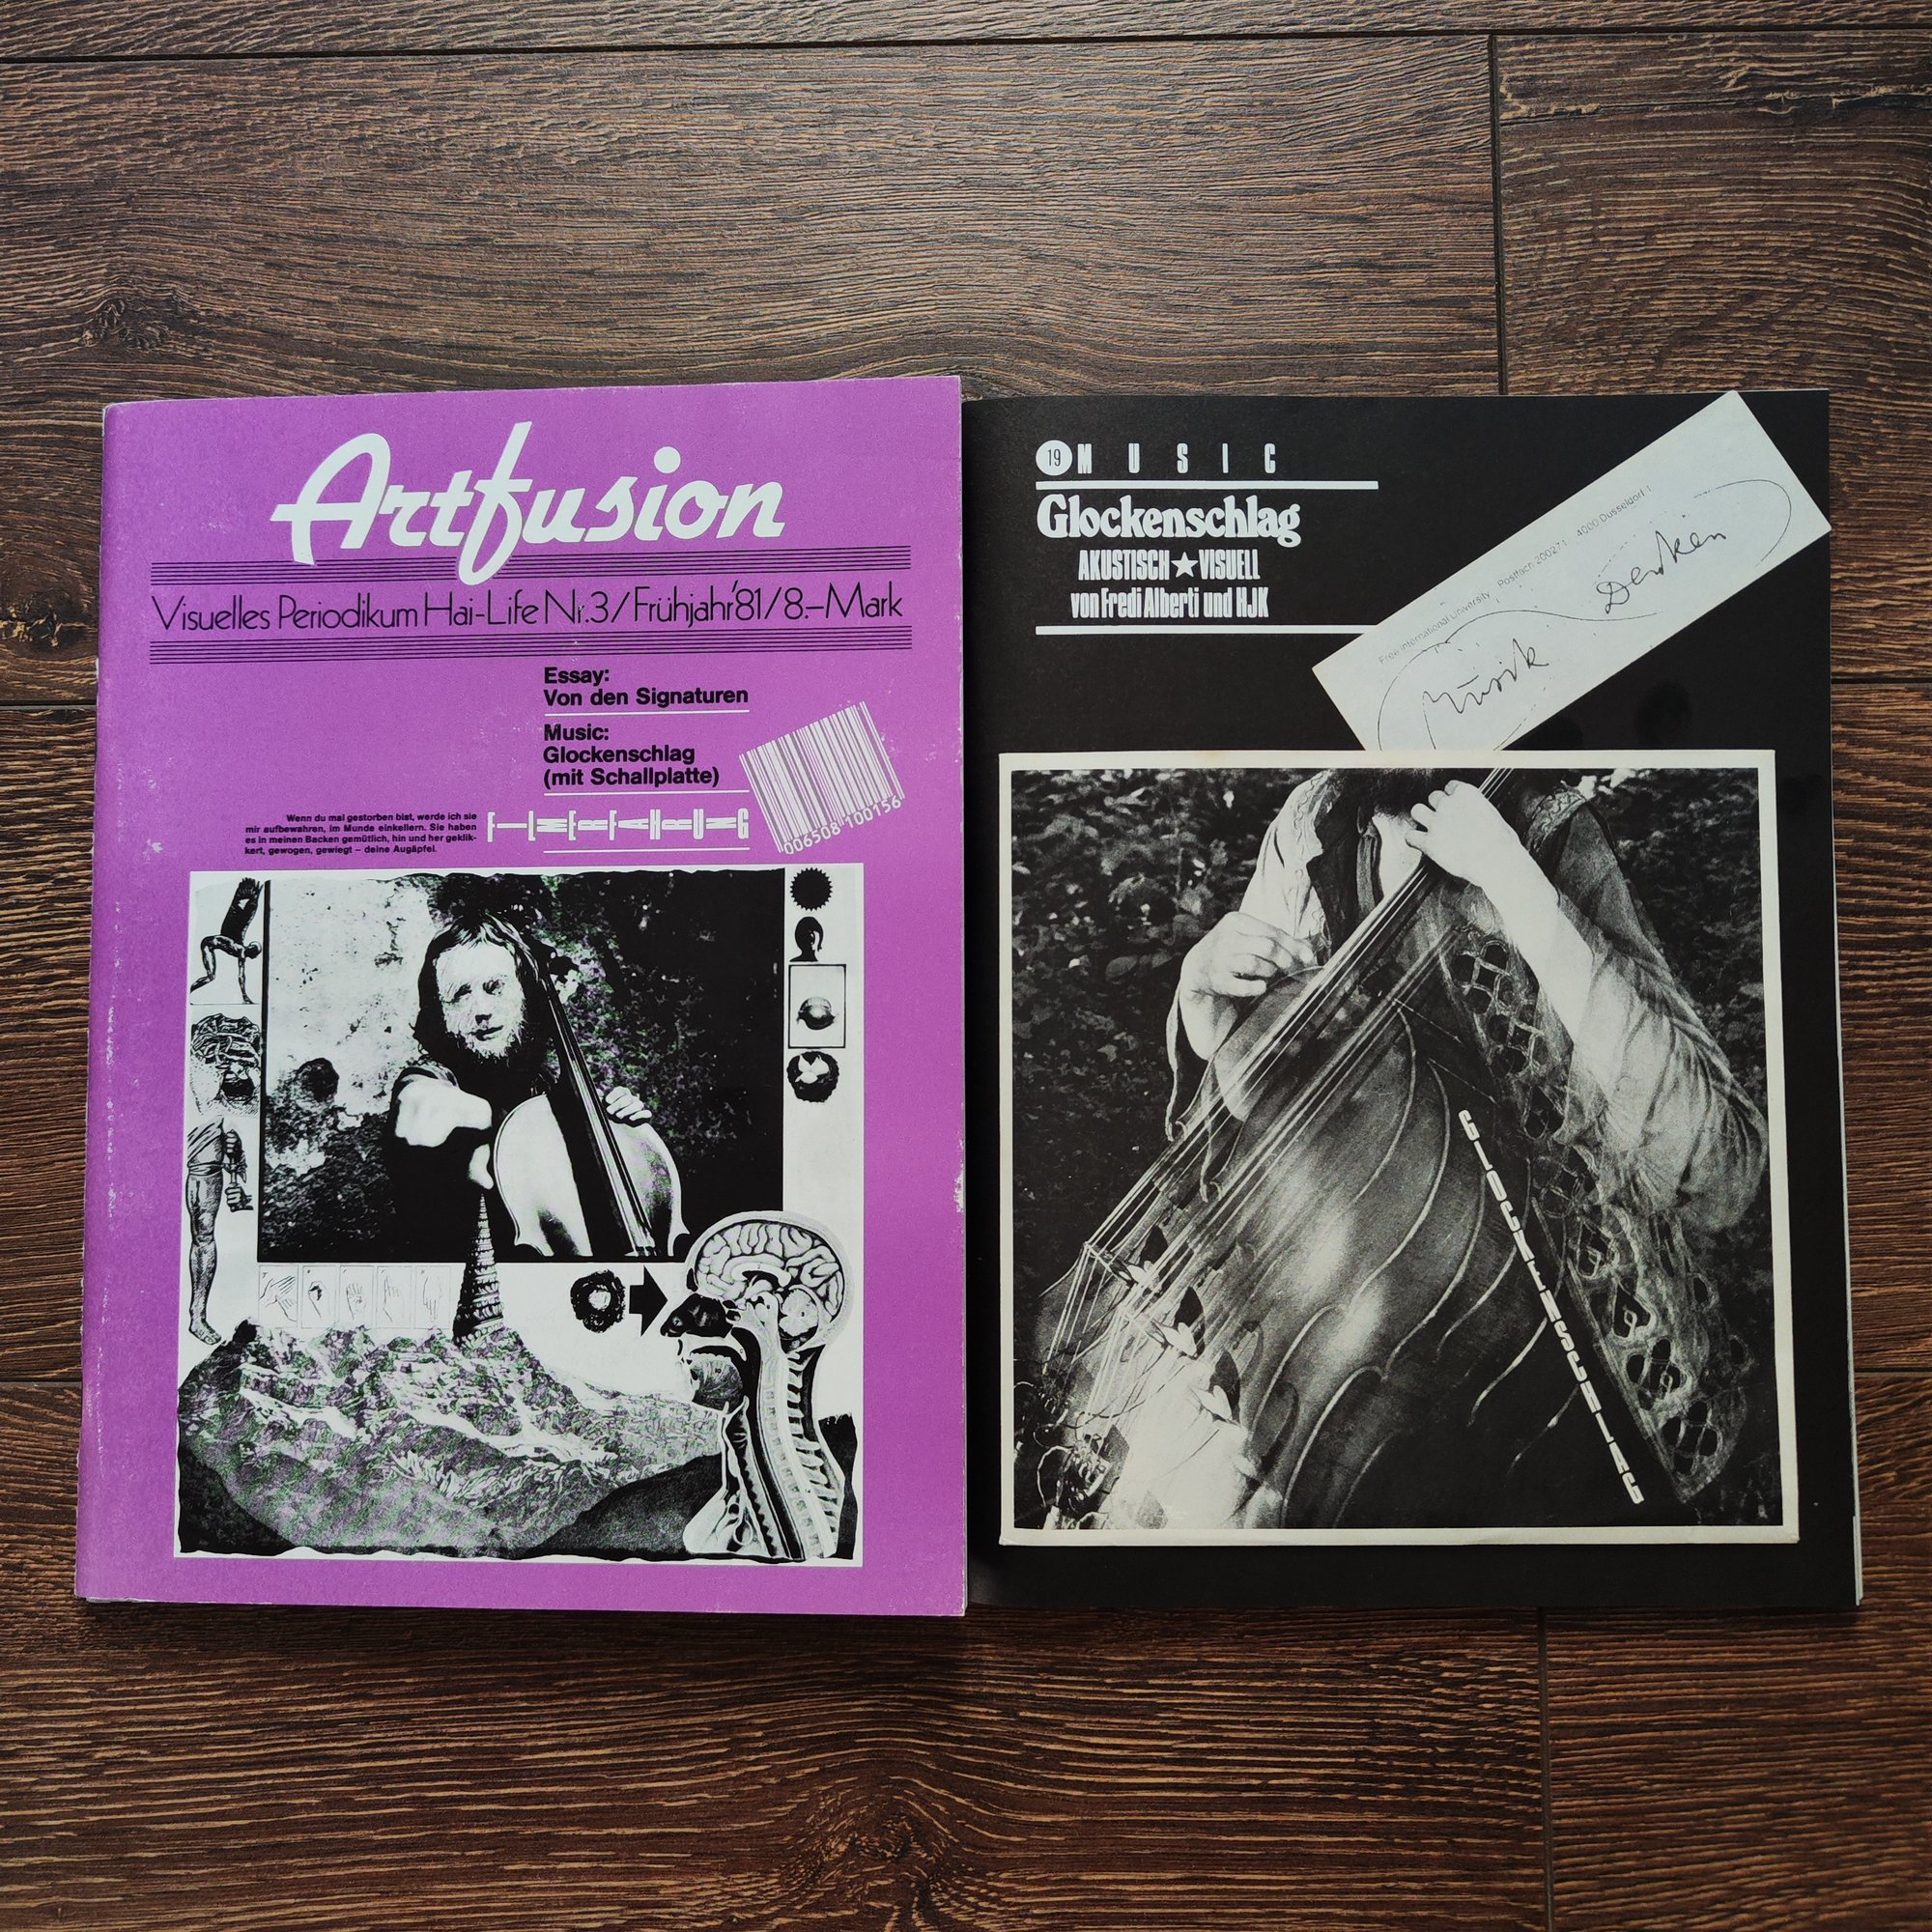 Artfusion
Visuelles Periodikum Hai-Life Nr.3/Frühjahr'81/8.–Mark
Essay:
Von den Signaturen
Music:
Glockenschlag
(mit Schallplatte)
FILMERFAHRUNG
Wenn du mal gestorben bist, werde ich sie
mir aufbewahren, im Munde einkellern. Sie haben
es in meinen Backen gemütlich, hin und her geklik-
kert, gewogen, gewiegt – deine Augäpfel.
006508 100156
19 MUSIC
Glockenschlag
AKUSTISCH ★ VISUELL
von Fredi Alberti und HJK
Free International University Postfach 200271 4000 Düsseldorf 1
Denken
Musik
GLOCKENSCHLAG